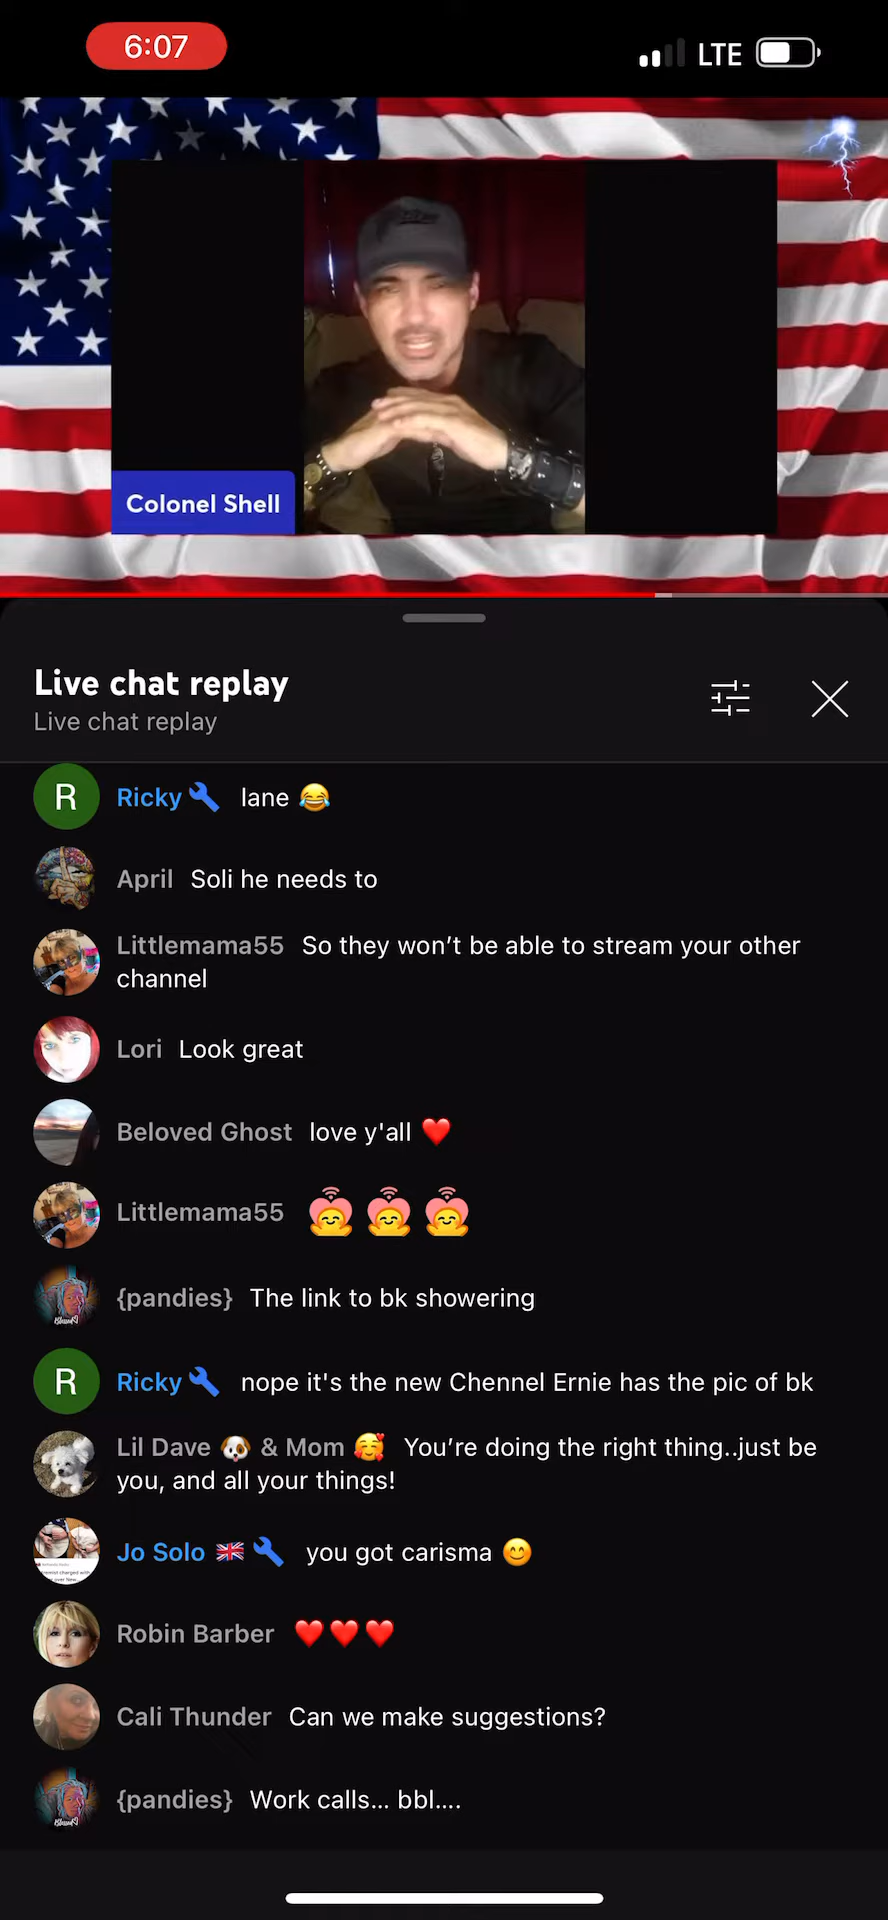 6:07
LTE
Colonel Shell
Live chat replay
Live chat replay
R
Ricky🔧 lane 😂
April Soli he needs to
Littlemama55 So they won’t be able to stream your other
channel
Lori Look great
Beloved Ghost love y'all ❤️
Littlemama55
{pandies} The link to bk showering
R
Ricky🔧 nope it's the new Chennel Ernie has the pic of bk
Lil Dave 🐶 & Mom 🥰 You’re doing the right thing..just be
you, and all your things!
Jo Solo 🇬🇧🔧 you got carisma 😊
Robin Barber ❤️❤️❤️
Cali Thunder Can we make suggestions?
{pandies} Work calls... bbl....